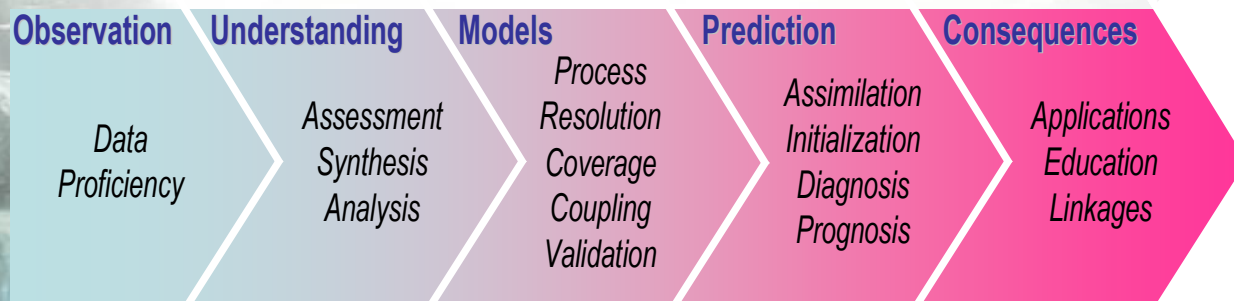 Observation
Data
Proficiency
Understanding
Assessment
Synthesis
Analysis
Models
Process
Resolution
Coverage
Coupling
Validation
Prediction
Assimilation
Initialization
Diagnosis
Prognosis
Consequences
Applications
Education
Linkages